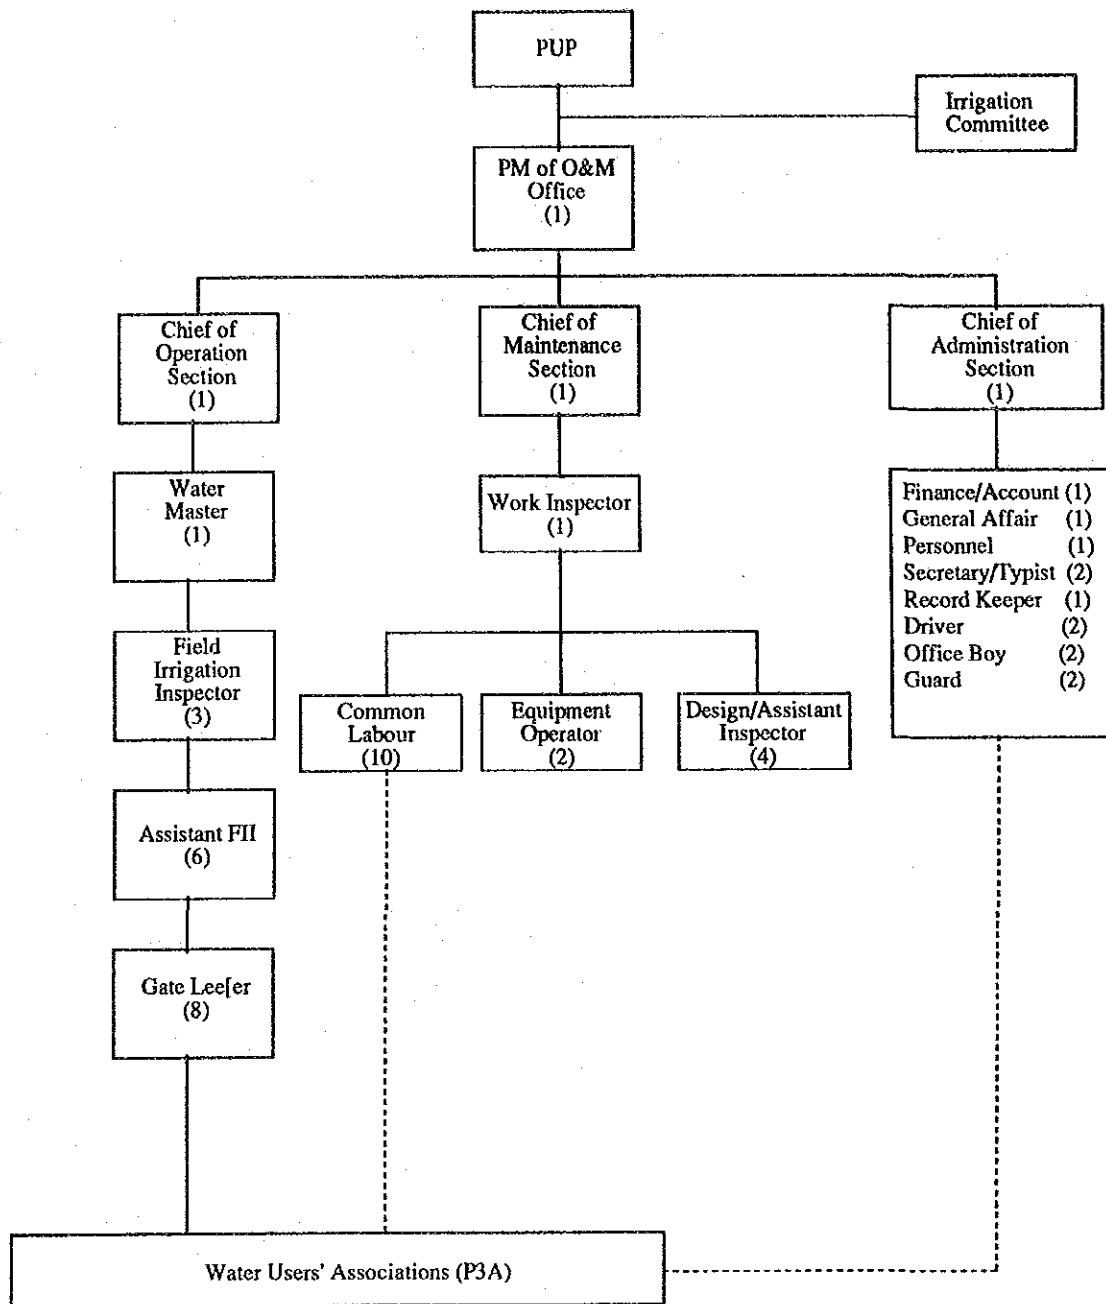 PUP
Irrigation
Committee
PM of O&M
Office
(1)
Chief of
Operation
Section
(1)
Chief of
Maintenance
Section
(1)
Chief of
Administration
Section
(1)
Water
Master
(1)
Work Inspector
(1)
Finance/Account (1)
General Affair (1)
Personnel (1)
Secretary/Typist (2)
Record Keeper (1)
Driver (2)
Office Boy (2)
Guard (2)
Field
Irrigation
Inspector
(3)
Common
Labour
(10)
Equipment
Operator
(2)
Design/Assistant
Inspector
(4)
Assistant FII
(6)
Gate Lee[er
(8)
Water Users' Associations (P3A)